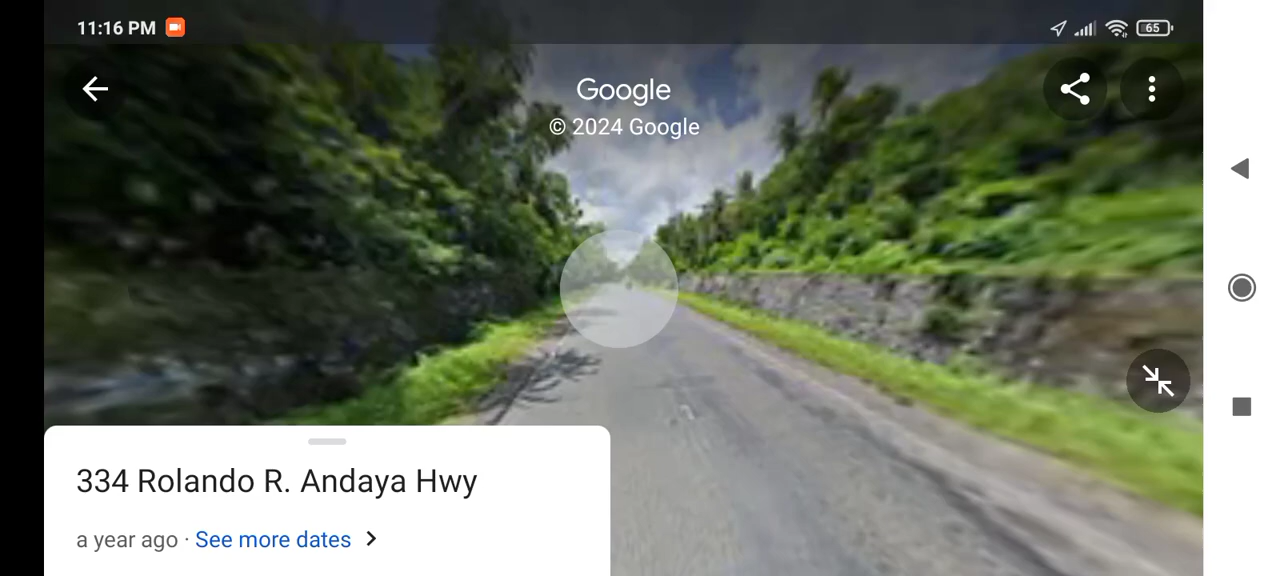 11:16 PM
65
Google
© 2024 Google
334 Rolando R. Andaya Hwy
a year ago · See more dates